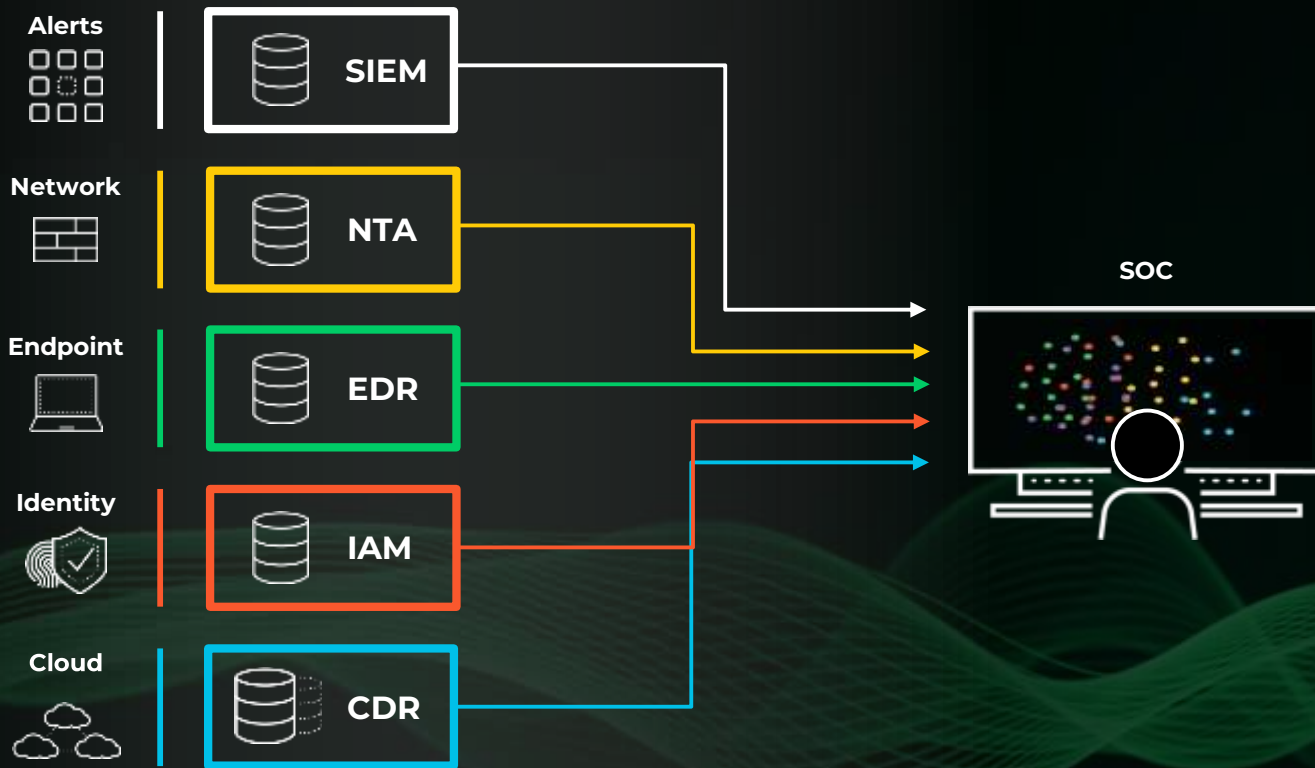 Alerts
SIEM
Network
NTA
SOC
Endpoint
EDR
Identity
IAM
Cloud
CDR